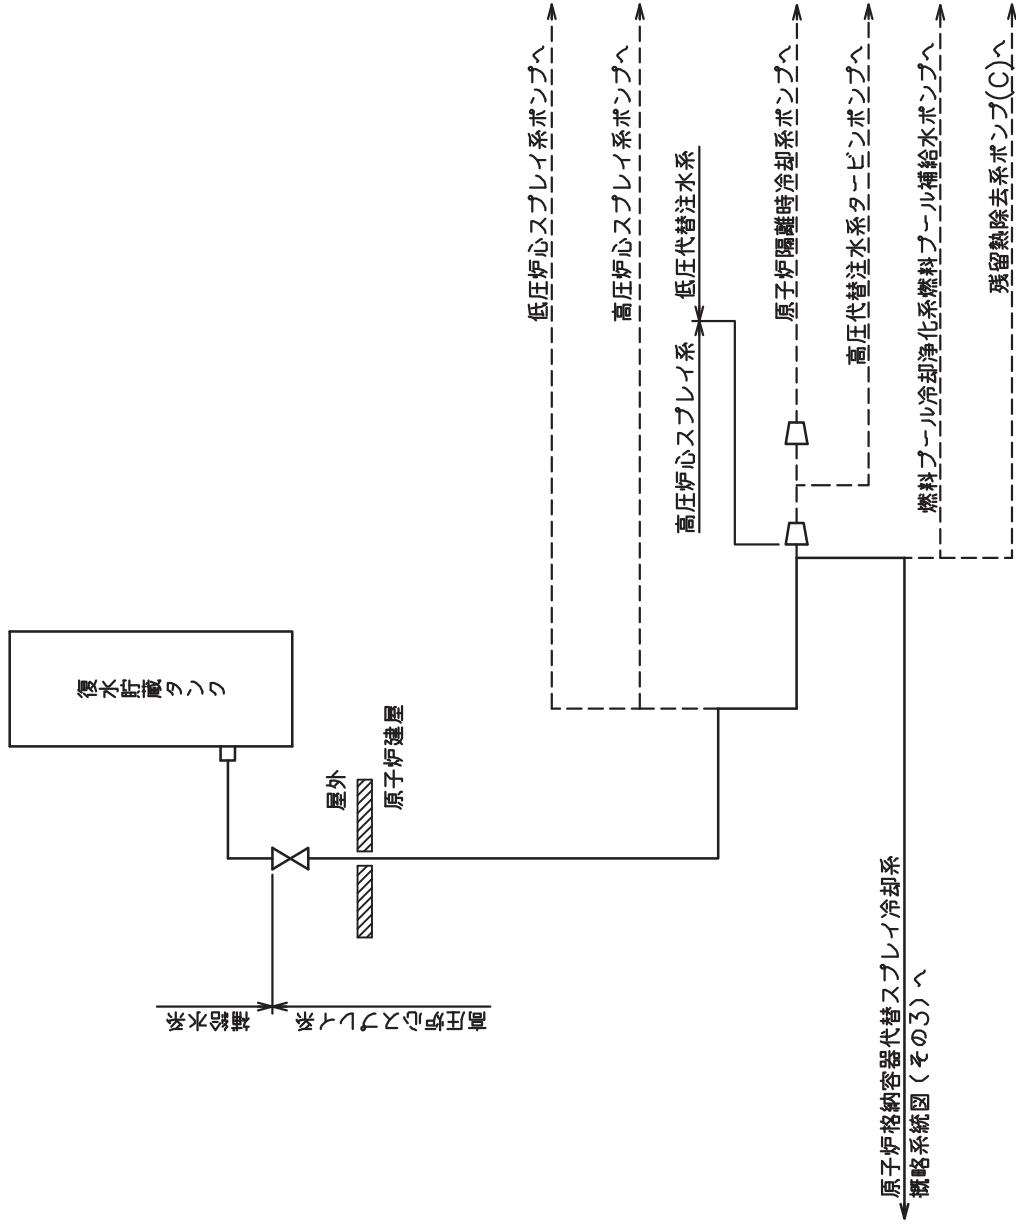 低圧炉心スプレイ系ポンプへ
高圧炉心スプレイ系ポンプへ
高圧炉心スプレイ系
低圧代替注水系
原子炉隔離時冷却系ポンプへ
高圧代替注水系タービンポンプへ
燃料プール冷却浄化系燃料プール補給水ポンプへ
残留熱除去系ポンプ(C)へ
復水貯蔵タンク
屋外
原子炉建屋
補給水系
高圧炉心スプレイ系
原子炉格納容器代替スプレイ冷却系
概略系統図（その3）へ